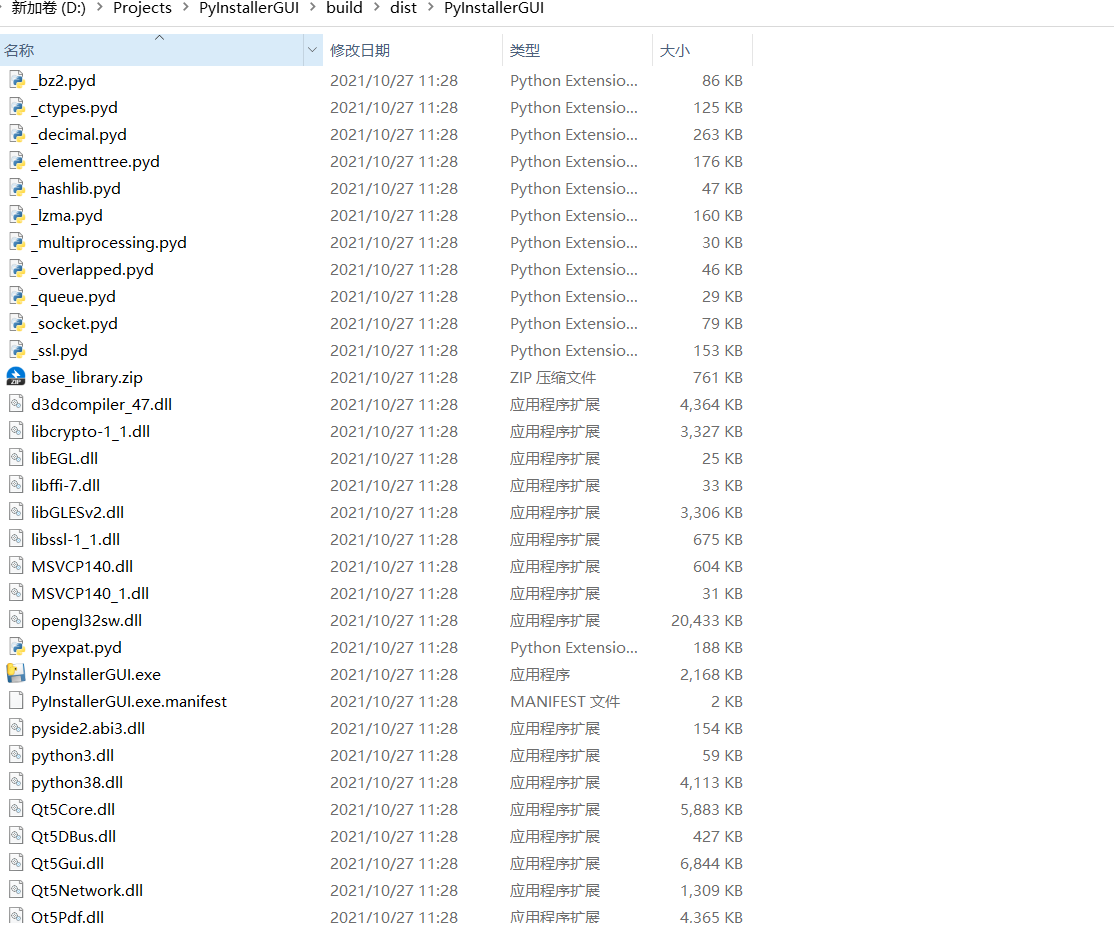 新加卷 (D:) > Projects > PyInstallerGUI > build > dist > PyInstallerGUI
名称 修改日期 类型 大小
_bz2.pyd 2021/10/27 11:28 Python Extensio... 86 KB
_ctypes.pyd 2021/10/27 11:28 Python Extensio... 125 KB
_decimal.pyd 2021/10/27 11:28 Python Extensio... 263 KB
_elementtree.pyd 2021/10/27 11:28 Python Extensio... 176 KB
_hashlib.pyd 2021/10/27 11:28 Python Extensio... 47 KB
_lzma.pyd 2021/10/27 11:28 Python Extensio... 160 KB
_multiprocessing.pyd 2021/10/27 11:28 Python Extensio... 30 KB
_overlapped.pyd 2021/10/27 11:28 Python Extensio... 46 KB
_queue.pyd 2021/10/27 11:28 Python Extensio... 29 KB
_socket.pyd 2021/10/27 11:28 Python Extensio... 79 KB
_ssl.pyd 2021/10/27 11:28 Python Extensio... 153 KB
base_library.zip 2021/10/27 11:28 ZIP 压缩文件 761 KB
d3dcompiler_47.dll 2021/10/27 11:28 应用程序扩展 4,364 KB
libcrypto-1_1.dll 2021/10/27 11:28 应用程序扩展 3,327 KB
libEGL.dll 2021/10/27 11:28 应用程序扩展 25 KB
libffi-7.dll 2021/10/27 11:28 应用程序扩展 33 KB
libGLESv2.dll 2021/10/27 11:28 应用程序扩展 3,306 KB
libssl-1_1.dll 2021/10/27 11:28 应用程序扩展 675 KB
MSVCP140.dll 2021/10/27 11:28 应用程序扩展 604 KB
MSVCP140_1.dll 2021/10/27 11:28 应用程序扩展 31 KB
opengl32sw.dll 2021/10/27 11:28 应用程序扩展 20,433 KB
pyexpat.pyd 2021/10/27 11:28 Python Extensio... 188 KB
PyInstallerGUI.exe 2021/10/27 11:28 应用程序 2,168 KB
PyInstallerGUI.exe.manifest 2021/10/27 11:28 MANIFEST 文件 2 KB
pyside2.abi3.dll 2021/10/27 11:28 应用程序扩展 154 KB
python3.dll 2021/10/27 11:28 应用程序扩展 59 KB
python38.dll 2021/10/27 11:28 应用程序扩展 4,113 KB
Qt5Core.dll 2021/10/27 11:28 应用程序扩展 5,883 KB
Qt5DBus.dll 2021/10/27 11:28 应用程序扩展 427 KB
Qt5Gui.dll 2021/10/27 11:28 应用程序扩展 6,844 KB
Qt5Network.dll 2021/10/27 11:28 应用程序扩展 1,309 KB
Qt5Pdf.dll 2021/10/27 11:28 应用程序扩展 4,365 KB